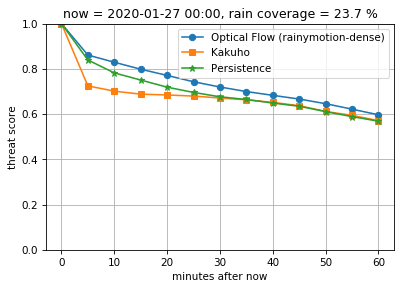 now = 2020-01-27 00:00, rain coverage = 23.7 %
Optical Flow (rainymotion-dense)
Kakuho
Persistence
threat score
1.0
0.8
0.6
0.4
0.2
0.0
0 10 20 30 40 50 60
minutes after now